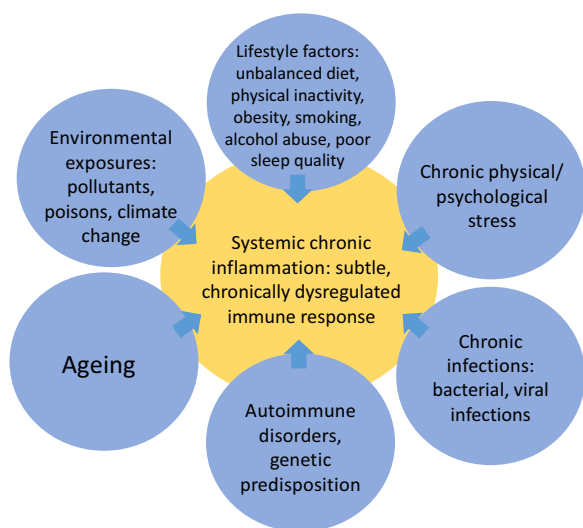 Lifestyle factors:
unbalanced diet,
physical inactivity,
obesity, smoking,
alcohol abuse, poor
sleep quality
Environmental
exposures:
pollutants,
poisons, climate
change
Chronic physical/
psychological
stress
Systemic chronic
inflammation: subtle,
chronically dysregulated
immune response
Ageing
Chronic
infections:
bacterial, viral
infections
Autoimmune
disorders,
genetic
predisposition